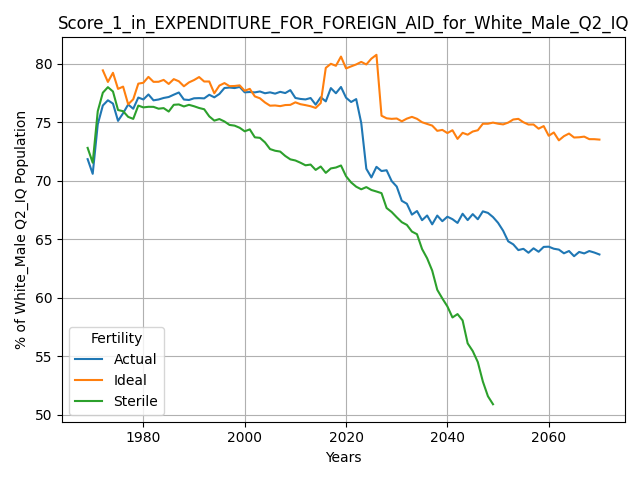 Score_1_in_EXPENDITURE_FOR_FOREIGN_AID_for_White_Male_Q2_IQ
% of White_Male Q2_IQ Population
80
75
70
65
60
55
50
Fertility
Actual
Ideal
Sterile
1980
2000
2020
2040
2060
Years